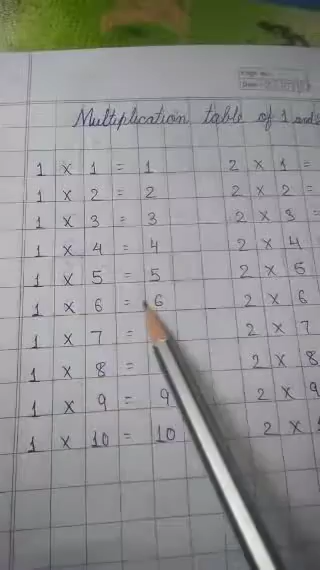 Multiplication table of 1 and
1 x 1 = 1 2 x 1 =
1 x 2 = 2 2 x 2 =
1 x 3 = 3 2 x 3 =
1 x 4 = 4 2 x 4
1 x 5 = 5 2 x 5
1 x 6 = 6 2 x 6
1 x 7 = 2 x 7
1 x 8 = 2 x 8
1 x 9 = 9 2 x 9
1 x 10 = 10 2 x